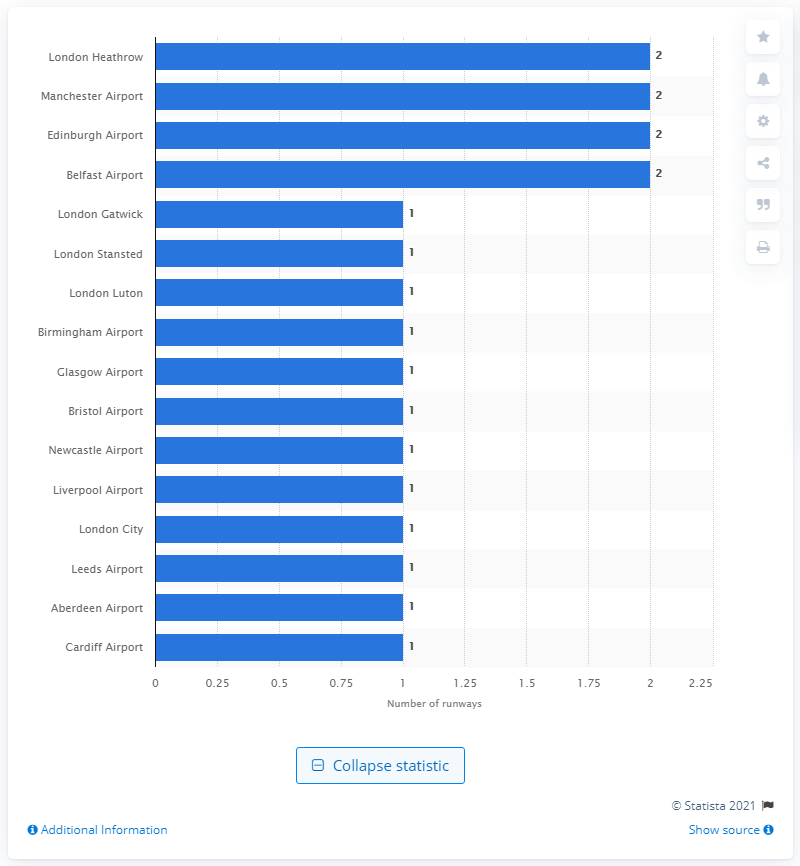 London Heathrow 2
Manchester Airport 2
Edinburgh Airport 2
Belfast Airport 2
London Gatwick 1
London Stansted 1
London Luton 1
Birmingham Airport 1
Glasgow Airport 1
Bristol Airport 1
Newcastle Airport 1
Liverpool Airport 1
London City 1
Leeds Airport 1
Aberdeen Airport 1
Cardiff Airport 1
0 0.25 0.5 0.75 1 1.25 1.5 1.75 2 2.25
Number of runways
Collapse statistic
© Statista 2021
Additional Information Show source